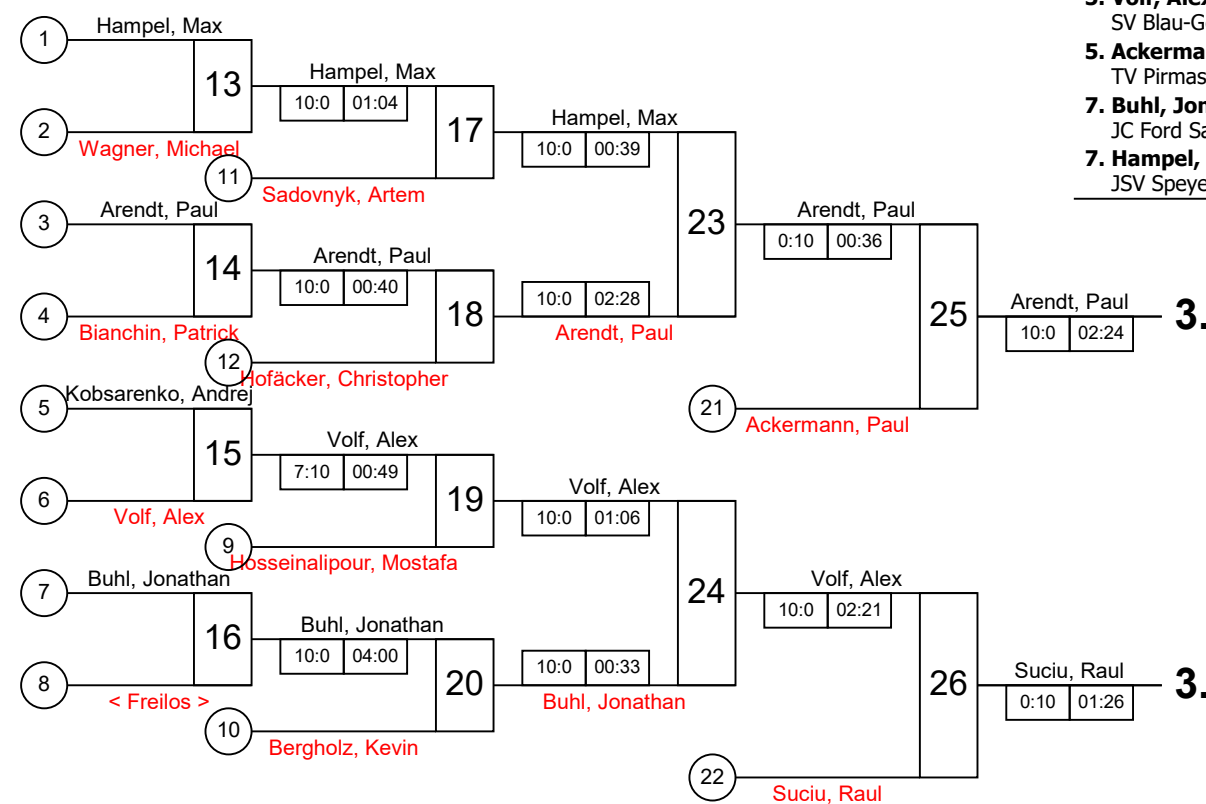 1
Hampel, Max
13
2
Wagner, Michael
Hampel, Max
10:0 01:04
17
11
Sadovnyk, Artem
Hampel, Max
10:0 00:39
3
Arendt, Paul
14
4
Bianchin, Patrick
Arendt, Paul
10:0 00:40
18
12
Hofäcker, Christopher
10:0 02:28
Arendt, Paul
23
Arendt, Paul
0:10 00:36
25
21
Ackermann, Paul
Arendt, Paul
10:0 02:24
3.
5
Kobsarenko, Andrej
15
6
Volf, Alex
Volf, Alex
7:10 00:49
19
9
Hosseinalipour, Mostafa
Volf, Alex
10:0 01:06
7
Buhl, Jonathan
16
8
< Freilos >
Buhl, Jonathan
10:0 04:00
20
10
Bergholz, Kevin
10:0 00:33
Buhl, Jonathan
24
Volf, Alex
10:0 02:21
26
22
Suciu, Raul
Suciu, Raul
0:10 01:26
3.
SV Blau-G
5. Ackerma
TV Pirmas
7. Buhl, Jon
JC Ford Sa
7. Hampel,
JSV Speye